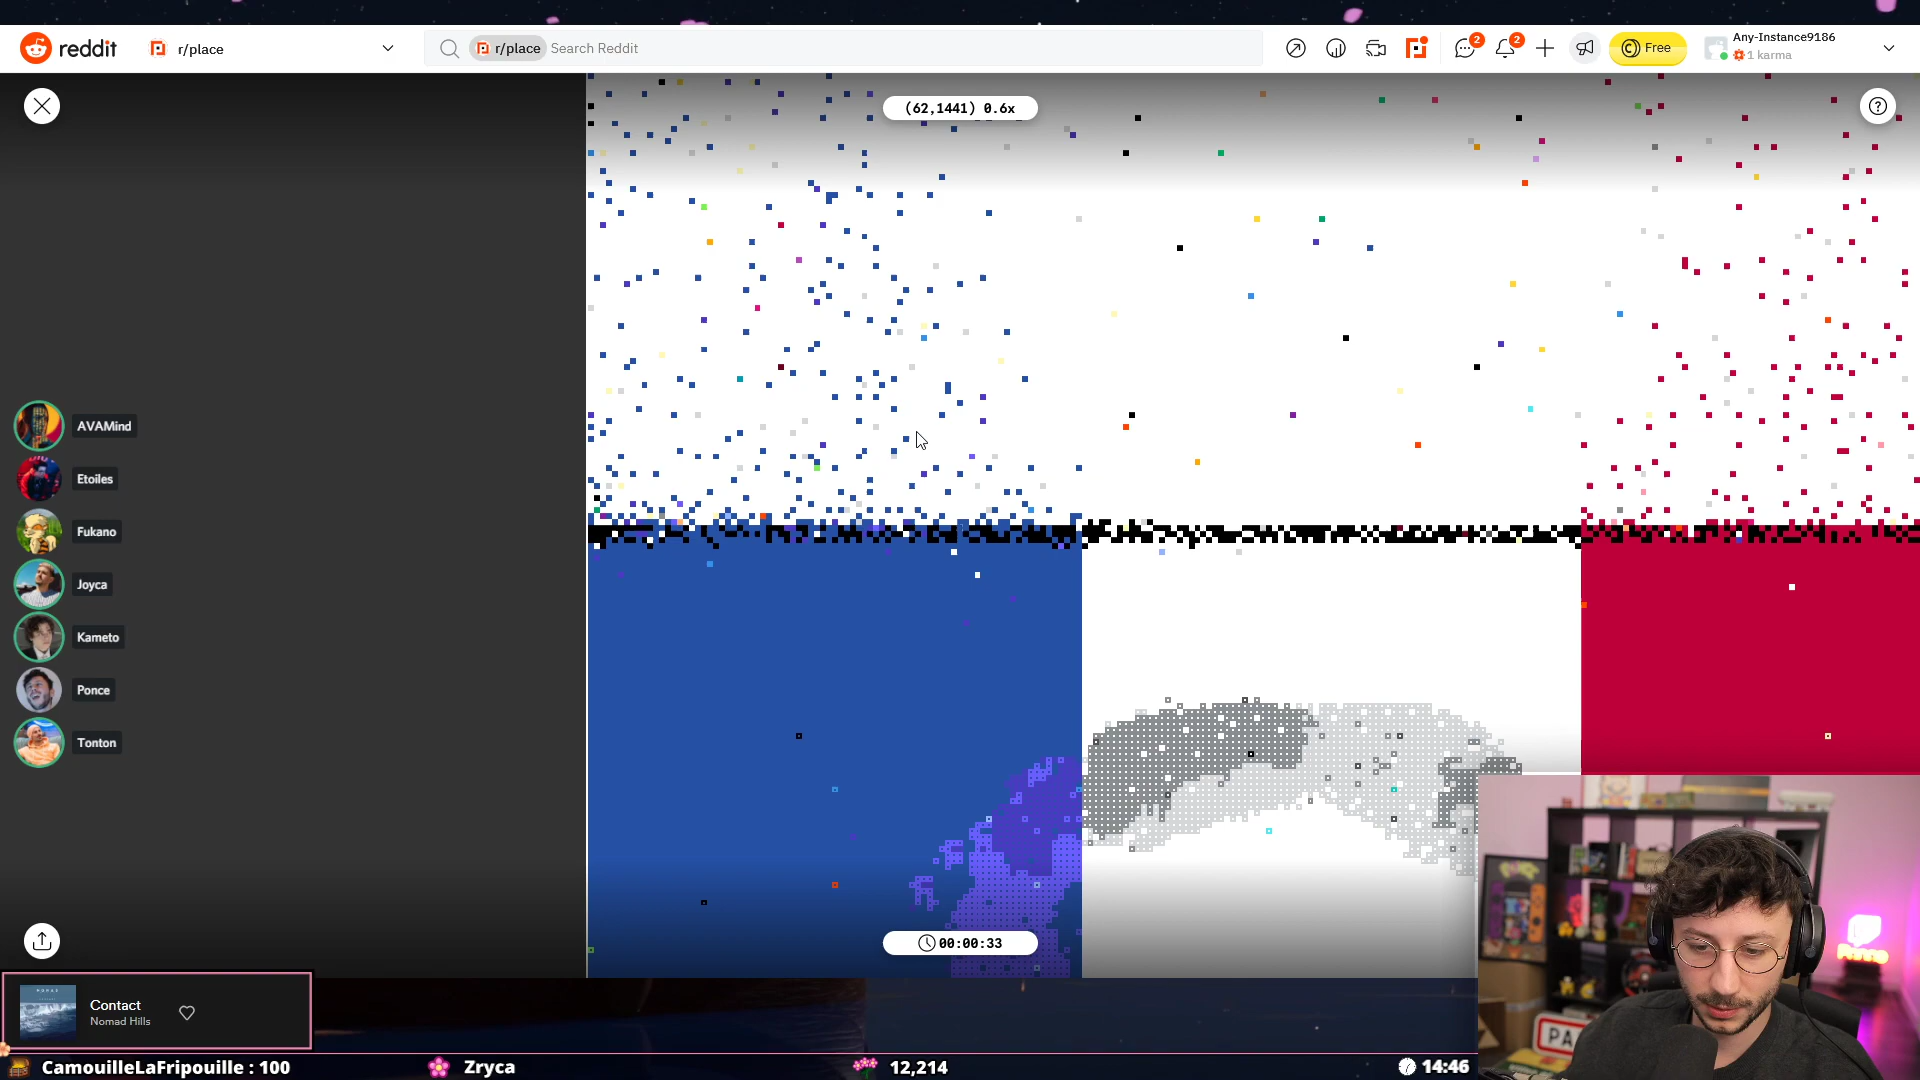 reddit
r/place
r/place Search Reddit
2
2
Free
Any-Instance9186
1 karma
(62,1441) 0.6x
AVAMind
Etoiles
Fukano
Joyca
Kameto
Ponce
Tonton
00:00:33
Contact
Nomad Hills
PA
CamouilleLaFripouille : 100
Zryca
12,214
14:46